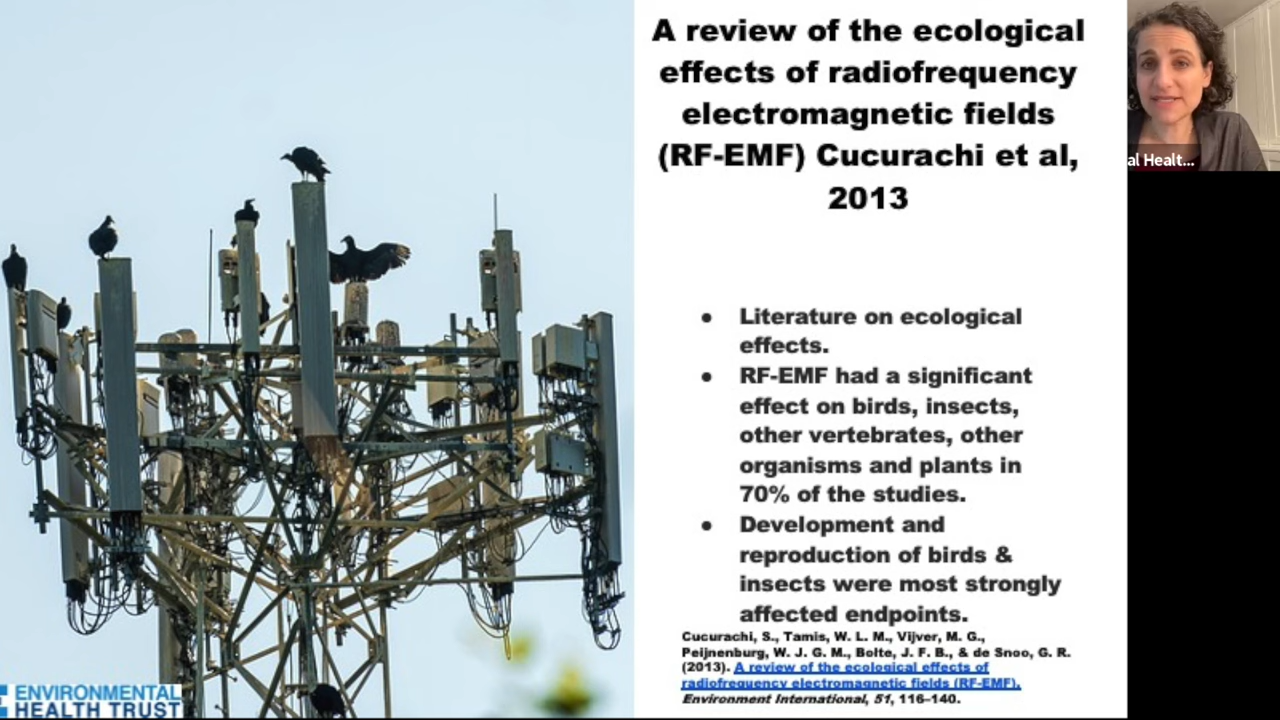 A review of the ecological
effects of radiofrequency
electromagnetic fields
(RF-EMF) Cucurachi et al,
2013
al Healt...
● Literature on ecological
effects.
● RF-EMF had a significant
effect on birds, insects,
other vertebrates, other
organisms and plants in
70% of the studies.
● Development and
reproduction of birds &
insects were most strongly
affected endpoints.
Cucurachi, S., Tamis, W. L. M., Vijver, M. G.,
Peijnenburg, W. J. G. M., Bolte, J. F. B., & de Snoo, G. R.
(2013). A review of the ecological effects of
radiofrequency electromagnetic fields (RF-EMF).
Environment International, 51, 116–140.
ENVIRONMENTAL
HEALTH TRUST